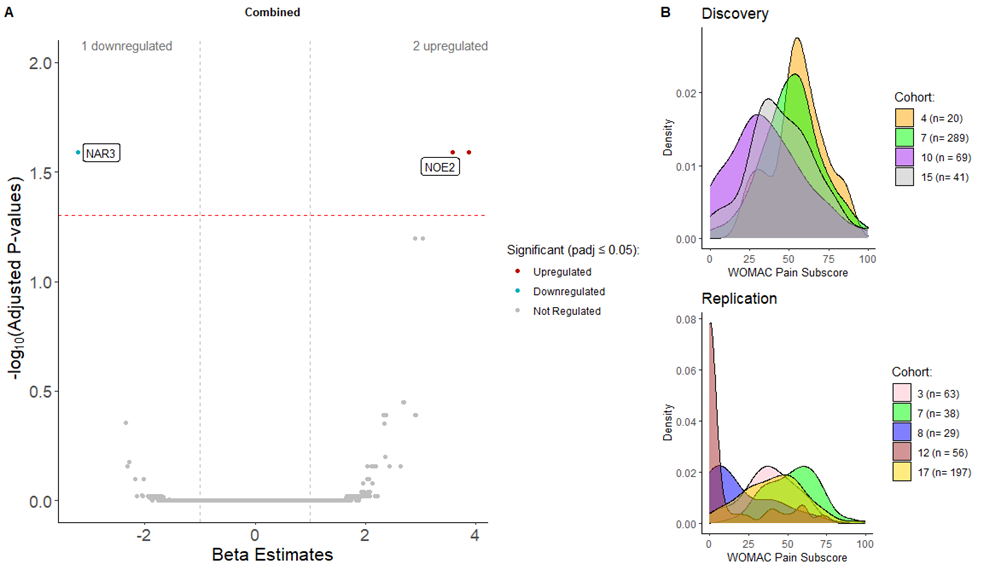 A
Combined
1 downregulated
2 upregulated
2.0
1.5
1.0
0.5
0.0
-log10(Adjusted P-values)
NAR3
NOE2
-2
0
2
4
Beta Estimates
Significant (padj ≤ 0.05):
Upregulated
Downregulated
Not Regulated
B
Discovery
0.02
0.01
0.00
Density
0
25
50
75
100
WOMAC Pain Subscore
Cohort:
4 (n= 20)
7 (n= 289)
10 (n = 69)
15 (n= 41)
Replication
0.08
0.06
0.04
0.02
0.00
Density
0
25
50
75
100
WOMAC Pain Subscore
Cohort:
3 (n= 63)
7 (n= 38)
8 (n= 29)
12 (n = 56)
17 (n= 197)